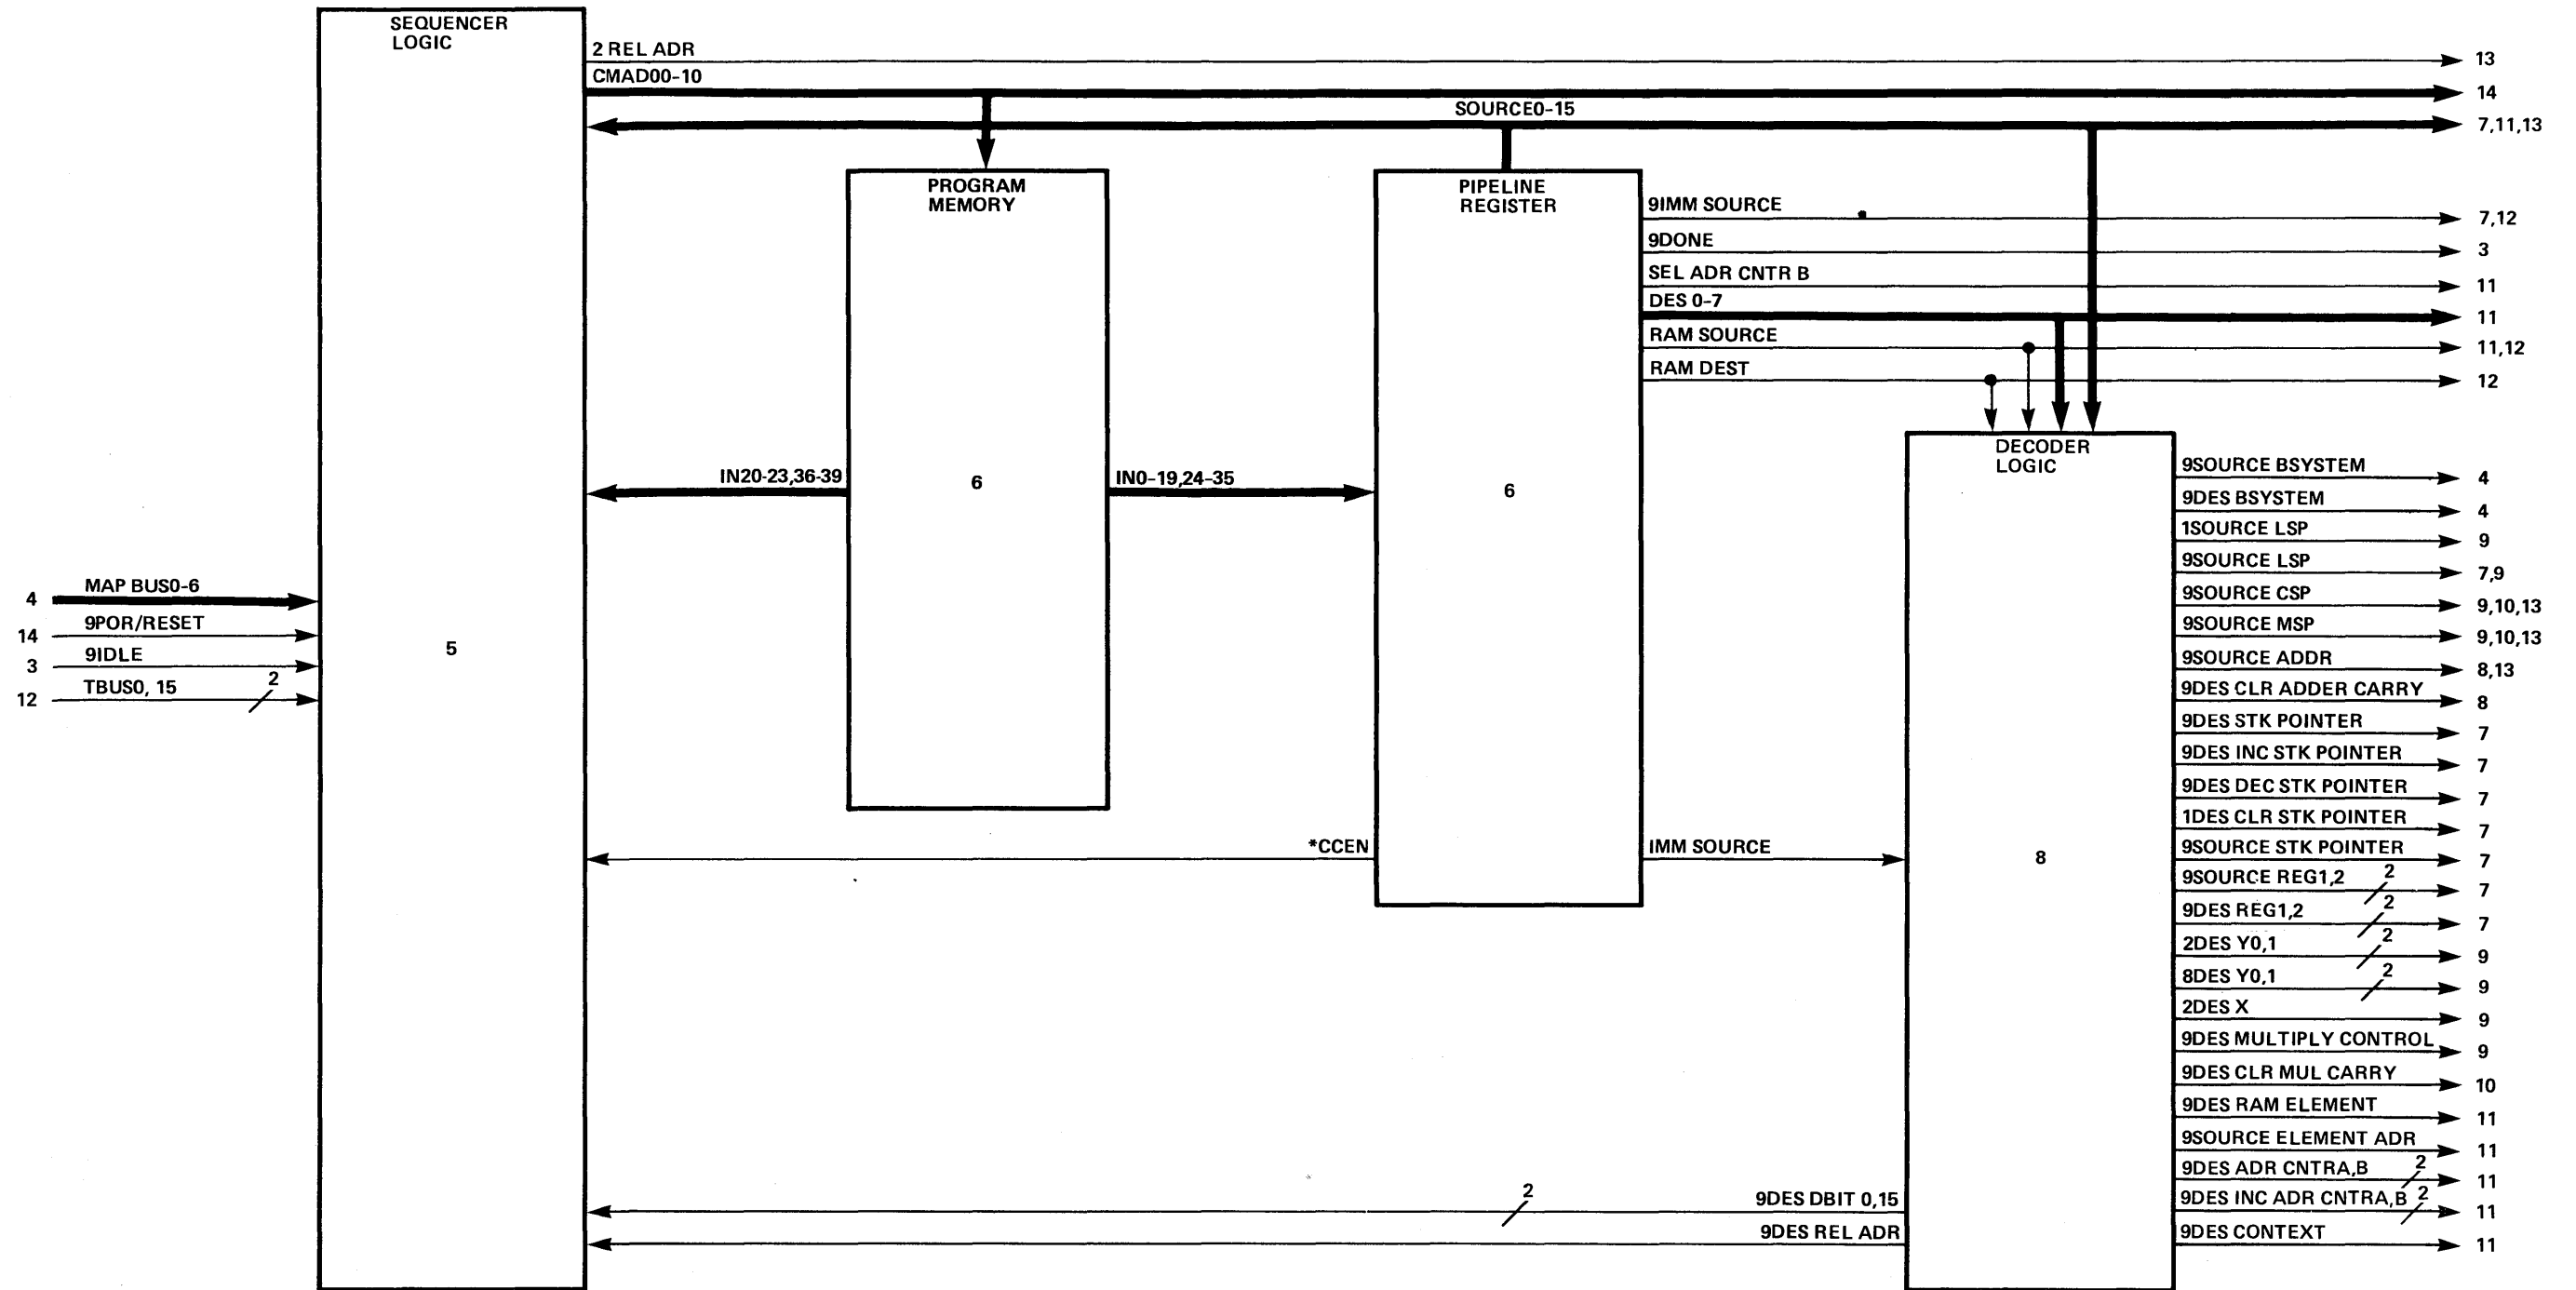 SEQUENCER
LOGIC
2 REL ADR
13
CMAD00-10
14
SOURCE0-15
7,11,13
PROGRAM
MEMORY
PIPELINE
REGISTER
9IMM SOURCE
7,12
9DONE
3
SEL ADR CNTR B
11
DES 0-7
11
RAM SOURCE
11,12
RAM DEST
12
DECODER
LOGIC
IN20-23,36-39
6
IN0-19,24-35
6
9SOURCE BSYSTEM
4
9DES BSYSTEM
4
1SOURCE LSP
9
9SOURCE LSP
7,9
4
MAP BUS0-6
9SOURCE CSP
9,10,13
14
9POR/RESET
5
9SOURCE MSP
9,10,13
3
9IDLE
9SOURCE ADDR
8,13
12
TBUS0, 15
2
9DES CLR ADDER CARRY
8
9DES STK POINTER
7
9DES INC STK POINTER
7
9DES DEC STK POINTER
7
1DES CLR STK POINTER
7
*CCEN
IMM SOURCE
8
9SOURCE STK POINTER
7
9SOURCE REG1,2
2
7
9DES REG1,2
2
7
2DES Y0,1
2
9
8DES Y0,1
2
9
2DES X
9
9DES MULTIPLY CONTROL
9
9DES CLR MUL CARRY
10
9DES RAM ELEMENT
11
9SOURCE ELEMENT ADR
11
9DES ADR CNTRA,B
2
11
2
9DES DBIT 0,15
9DES INC ADR CNTRA,B
2
11
9DES REL ADR
9DES CONTEXT
11